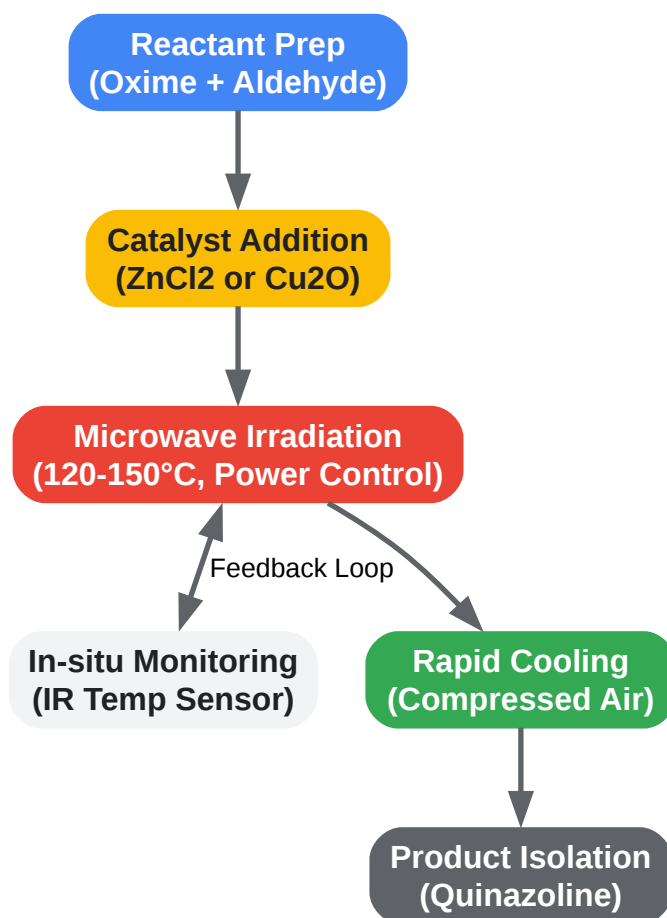 Reactant Prep
(Oxime + Aldehyde)
Catalyst Addition
(ZnCl2 or Cu2O)
Microwave Irradiation
(120-150°C, Power Control)
Feedback Loop
In-situ Monitoring
(IR Temp Sensor)
Rapid Cooling
(Compressed Air)
Product Isolation
(Quinazoline)